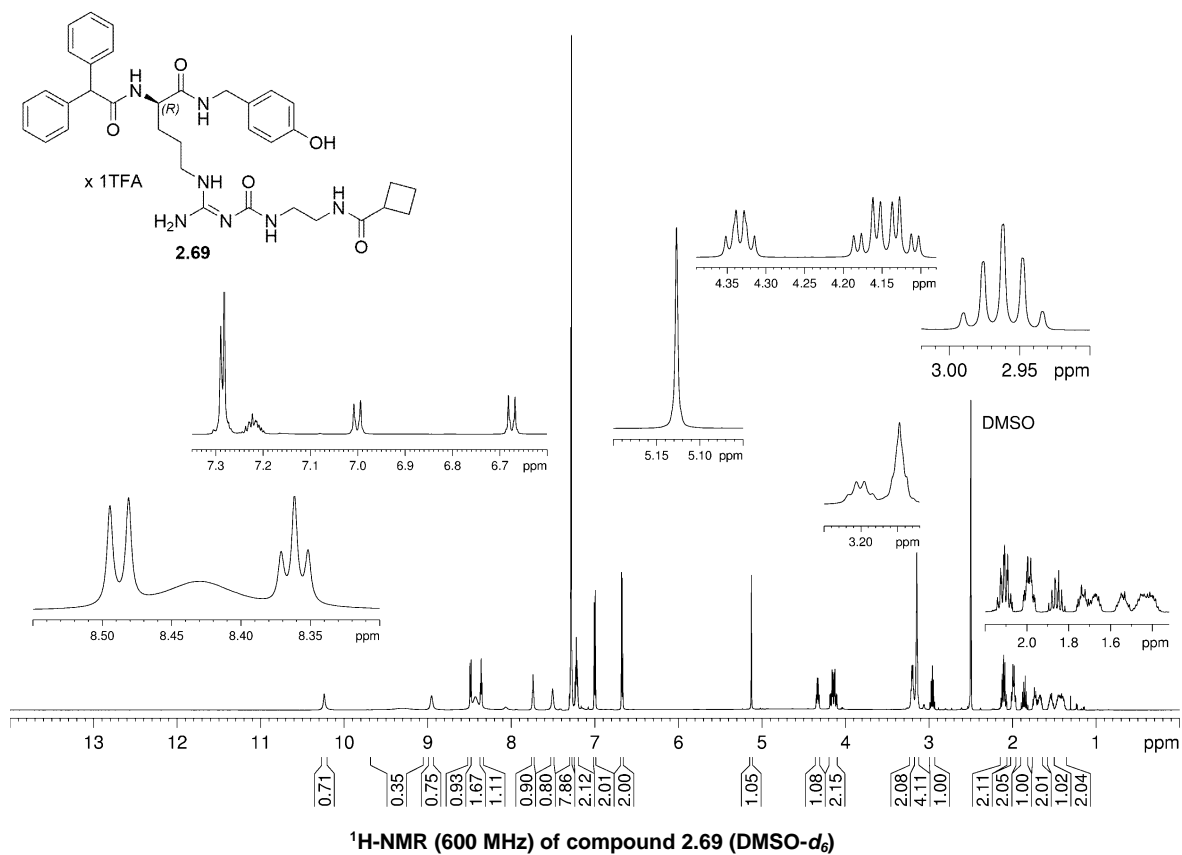 H
N
O
(R)
N
H
O
OH
O
x 1TFA
NH
H₂N
N
O
N
H
H
N
O
2.69
4.35 4.30 4.25 4.20 4.15 ppm
3.00 2.95 ppm
7.3 7.2 7.1 7.0 6.9 6.8 6.7 ppm
5.15 5.10 ppm
DMSO
3.20 ppm
8.50 8.45 8.40 8.35 ppm
2.0 1.8 1.6 ppm
13 12 11 10 9 8 7 6 5 4 3 2 1 ppm
0.71 0.35 0.75 0.93 1.67 1.11 0.90 0.80 7.86 2.12 2.01 2.00 1.05 1.08 2.15 2.08 4.11 1.00 2.11 2.05 1.00 2.01 1.02 2.04
¹H-NMR (600 MHz) of compound 2.69 (DMSO-d₆)